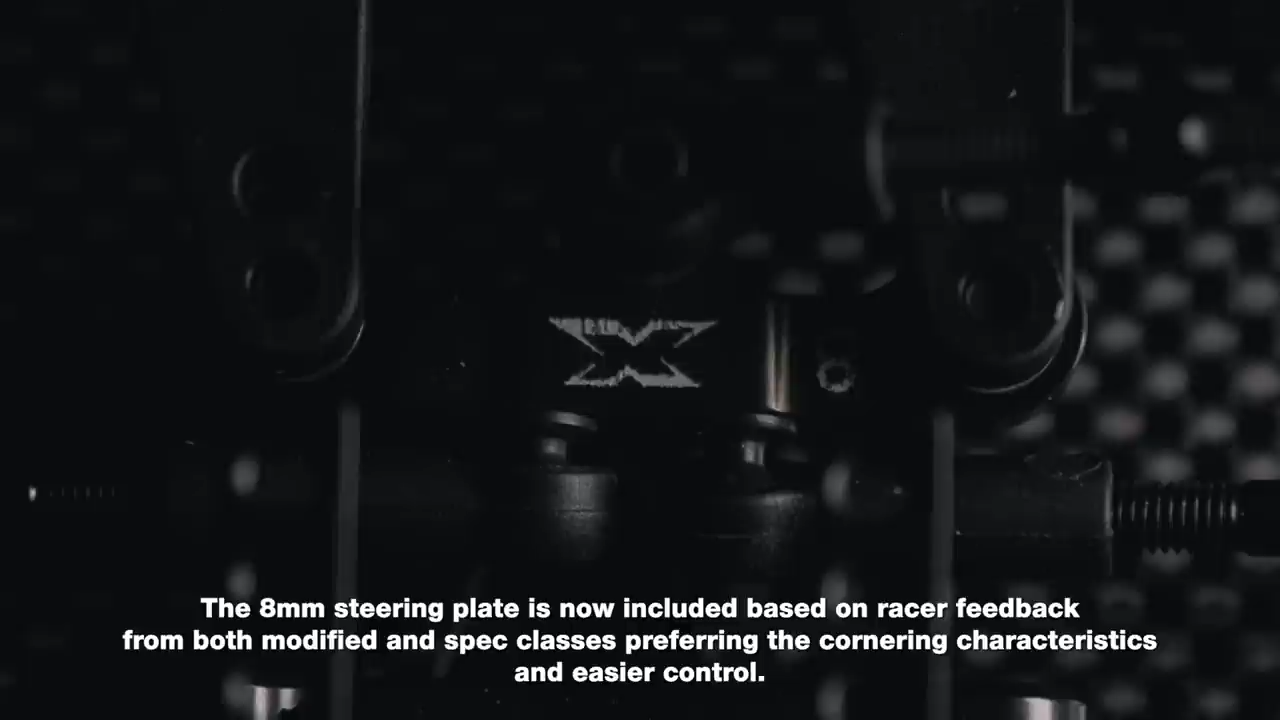 The 8mm steering plate is now included based on racer feedback
from both modified and spec classes preferring the cornering characteristics
and easier control.